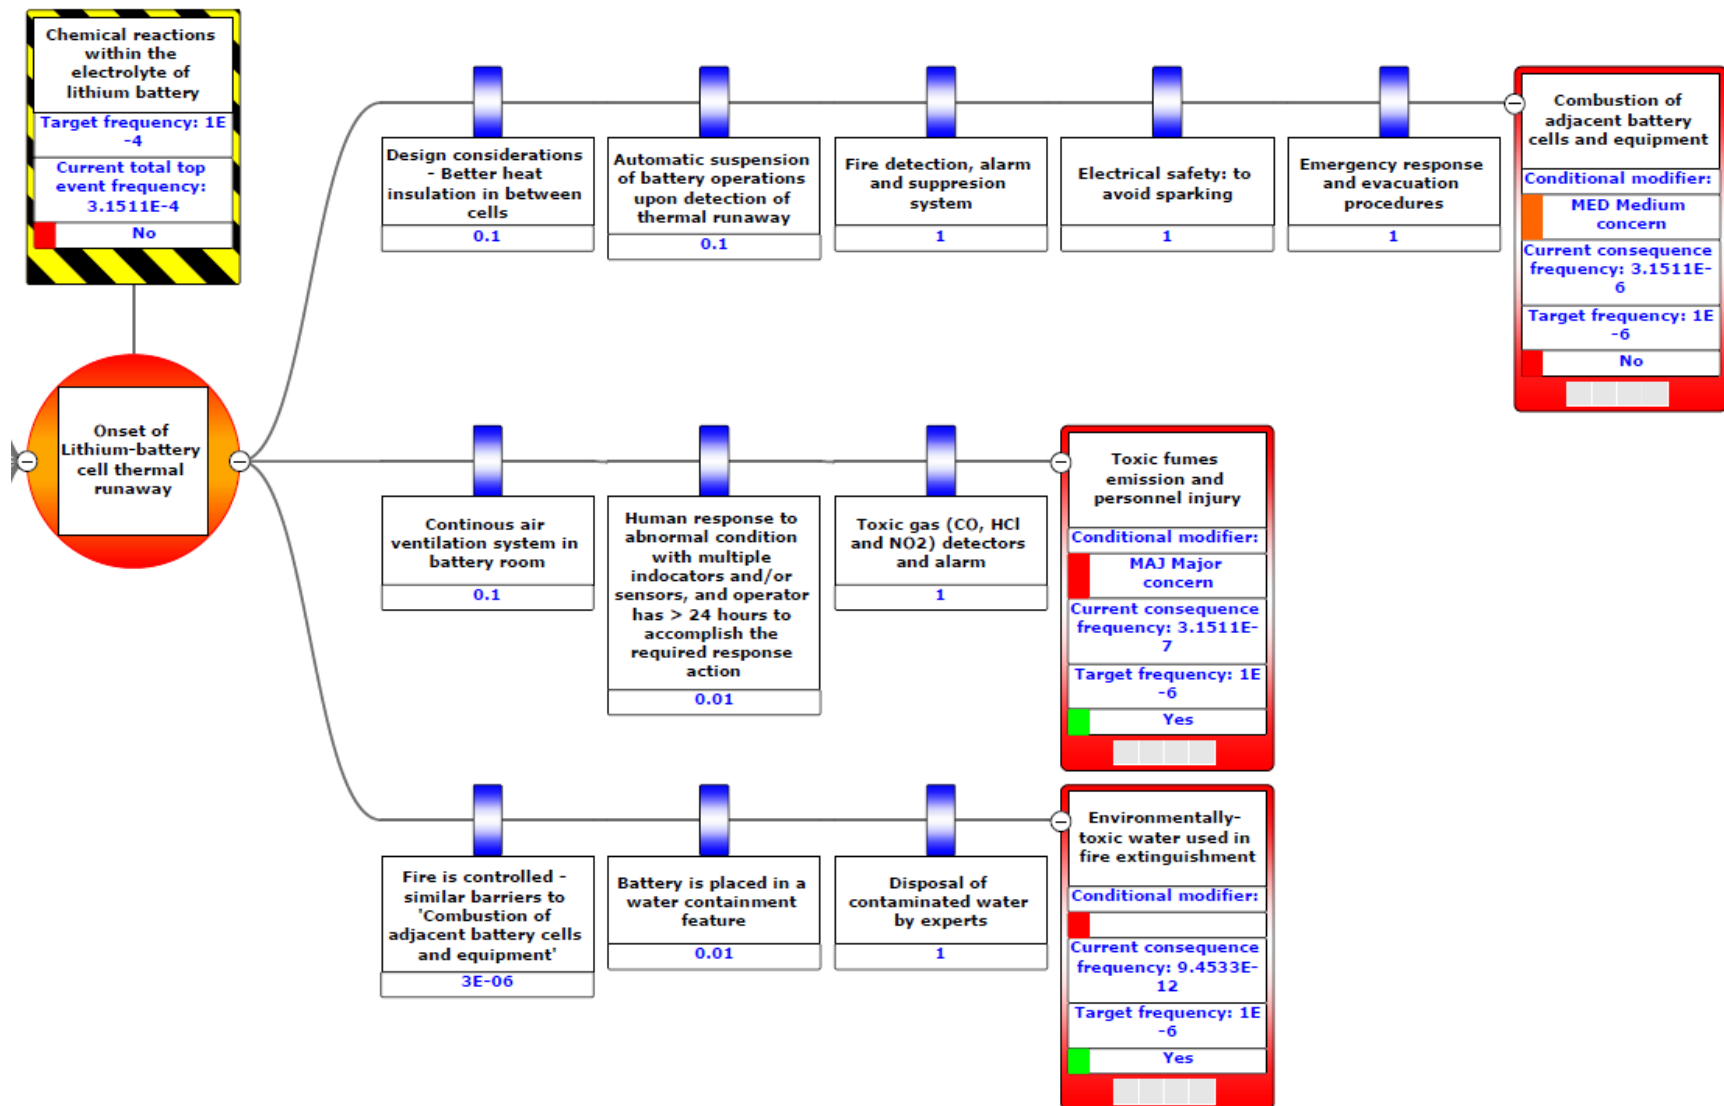 Chemical reactions
within the
electrolyte of
lithium battery
Target frequency: 1E
-4
Current total top
event frequency:
3.1511E-4
No
Onset of
Lithium-battery
cell thermal
runaway
Design considerations
- Better heat
insulation in between
cells
0.1
Automatic suspension
of battery operations
upon detection of
thermal runaway
0.1
Fire detection, alarm
and suppresion
system
1
Electrical safety: to
avoid sparking
1
Emergency response
and evacuation
procedures
1
Combustion of
adjacent battery
cells and equipment
Conditional modifier:
MED Medium
concern
Current consequence
frequency: 3.1511E-
6
Target frequency: 1E
-6
No
Continous air
ventilation system in
battery room
0.1
Human response to
abnormal condition
with multiple
indocators and/or
sensors, and operator
has > 24 hours to
accomplish the
required response
action
0.01
Toxic gas (CO, HCl
and NO2) detectors
and alarm
1
Toxic fumes
emission and
personnel injury
Conditional modifier:
MAJ Major
concern
Current consequence
frequency: 3.1511E-
7
Target frequency: 1E
-6
Yes
Fire is controlled -
similar barriers to
'Combustion of
adjacent battery cells
and equipment'
3E-06
Battery is placed in a
water containment
feature
0.01
Disposal of
contaminated water
by experts
1
Environmentally-
toxic water used in
fire extinguishment
Conditional modifier:
Current consequence
frequency: 9.4533E-
12
Target frequency: 1E
-6
Yes